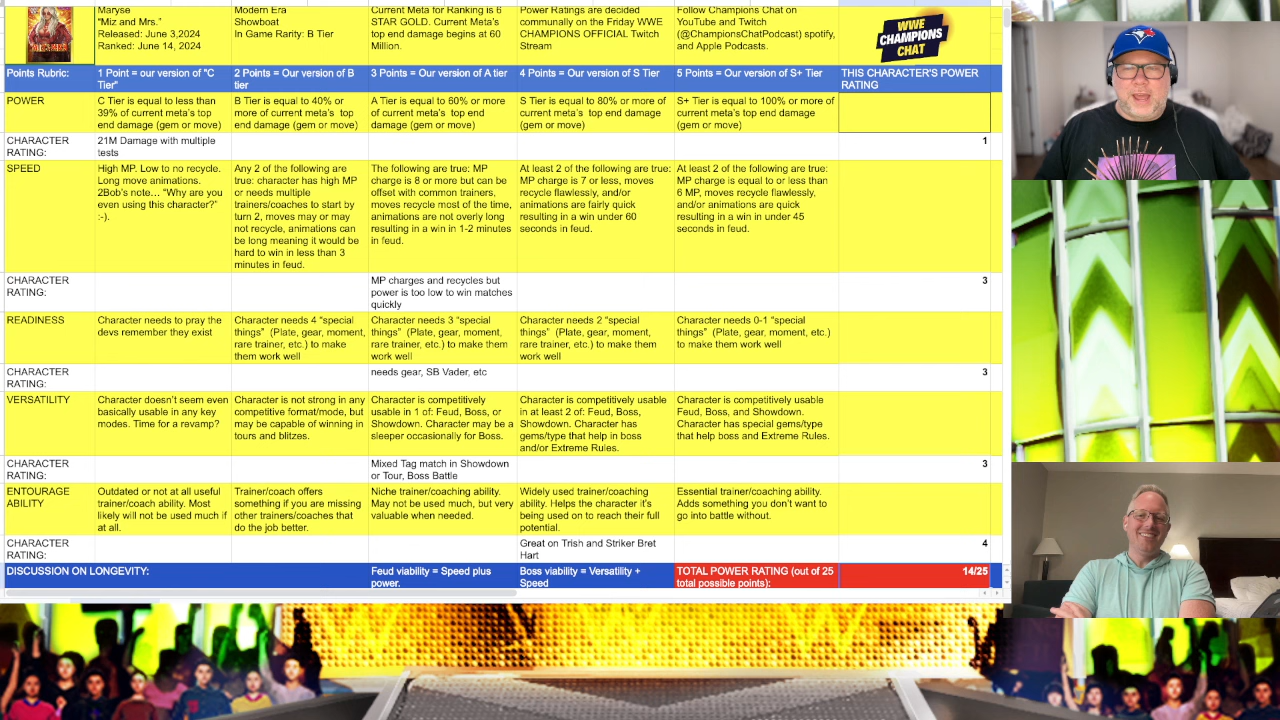 Maryse
"Miz and Mrs."
Released: June 3,2024
Ranked: June 14, 2024
Modern Era
Showboat
In Game Rarity: B Tier
Current Meta for Ranking is 6
STAR GOLD. Current Meta's
top end damage begins at 60
Million.
Power Ratings are decided
communally on the Friday WWE
CHAMPIONS OFFICIAL Twitch
Stream
Follow Champions Chat on
YouTube and Twitch
(@ChampionsChatPodcast) spotify,
and Apple Podcasts.
WWE
CHAMPIONS
CHAT
Points Rubric:
1 Point = our version of "C
Tier"
2 Points = Our version of B
tier
3 Points = Our version of A tier
4 Points = Our version of S Tier
5 Points = Our version of S+ Tier
THIS CHARACTER'S POWER
RATING
POWER
C Tier is equal to less than
39% of current meta's top
end damage (gem or move)
B Tier is equal to 40% or
more of current meta's top
end damage (gem or move)
A Tier is equal to 60% or more
of current meta's top end
damage (gem or move)
S Tier is equal to 80% or more of
current meta's top end damage
(gem or move)
S+ Tier is equal to 100% or more of
current meta's top end damage
(gem or move)
CHARACTER
RATING:
21M Damage with multiple
tests
1
SPEED
High MP. Low to no recycle.
Long move animations.
2Bob's note… "Why are you
even using this character?"
:-).
Any 2 of the following are
true: character has high MP
or needs multiple
trainers/coaches to start by
turn 2, moves may or may
not recycle, animations can
be long meaning it would be
hard to win in less than 3
minutes in feud.
The following are true: MP
charge is 8 or more but can be
offset with common trainers,
moves recycle most of the time,
animations are not overly long
resulting in a win in 1-2 minutes
in feud.
At least 2 of the following are true:
MP charge is 7 or less, moves
recycle flawlessly, and/or
animations are fairly quick
resulting in a win under 60
seconds in feud.
At least 2 of the following are true:
MP charge is equal to or less than
6 MP, moves recycle flawlessly,
and/or animations are quick
resulting in a win in under 45
seconds in feud.
CHARACTER
RATING:
MP charges and recycles but
power is too low to win matches
quickly
3
READINESS
Character needs to pray the
devs remember they exist
Character needs 4 "special
things" (Plate, gear, moment,
rare trainer, etc.) to make
them work well
Character needs 3 "special
things" (Plate, gear, moment,
rare trainer, etc.) to make them
work well
Character needs 2 "special
things" (Plate, gear, moment,
rare trainer, etc.) to make them
work well
Character needs 0-1 "special
things" (Plate, gear, moment, etc.)
to make them work well
CHARACTER
RATING:
needs gear, SB Vader, etc
3
VERSATILITY
Character doesn't seem even
basically usable in any key
modes. Time for a revamp?
Character is not strong in any
competitive format/mode, but
may be capable of winning in
tours and blitzes.
Character is competitively
usable in 1 of: Feud, Boss, or
Showdown. Character may be a
sleeper occasionally for Boss.
Character is competitively usable
in at least 2 of: Feud, Boss,
Showdown. Character has
gems/type that help in boss
and/or Extreme Rules.
Character is competitively usable
Feud, Boss, and Showdown.
Character has special gems/type
that help boss and Extreme Rules.
CHARACTER
RATING:
Mixed Tag match in Showdown
or Tour, Boss Battle
3
ENTOURAGE
ABILITY
Outdated or not at all useful
trainer/coach ability. Most
likely will not be used much if
at all.
Trainer/coach offers
something if you are missing
other trainers/coaches that
do the job better.
Niche trainer/coaching ability.
May not be used much, but very
valuable when needed.
Widely used trainer/coaching
ability. Helps the character it's
being used on to reach their full
potential.
Essential trainer/coaching ability.
Adds something you don't want to
go into battle without.
CHARACTER
RATING:
Great on Trish and Striker Bret
Hart
4
DISCUSSION ON LONGEVITY:
Feud viability = Speed plus
power.
Boss viability = Versatility +
Speed
TOTAL POWER RATING (out of 25
total possible points):
14/25